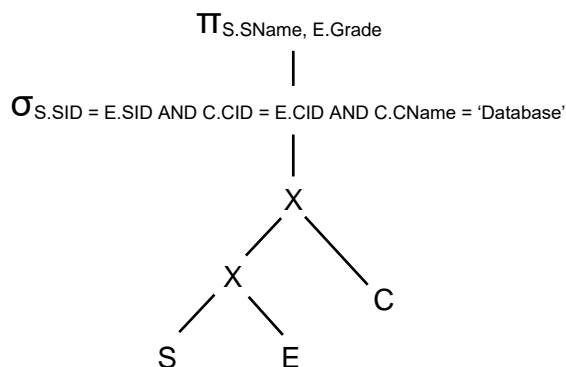 π S.SName, E.Grade
σ S.SID = E.SID AND C.CID = E.CID AND C.CName = ‘Database’
X
X
C
S E